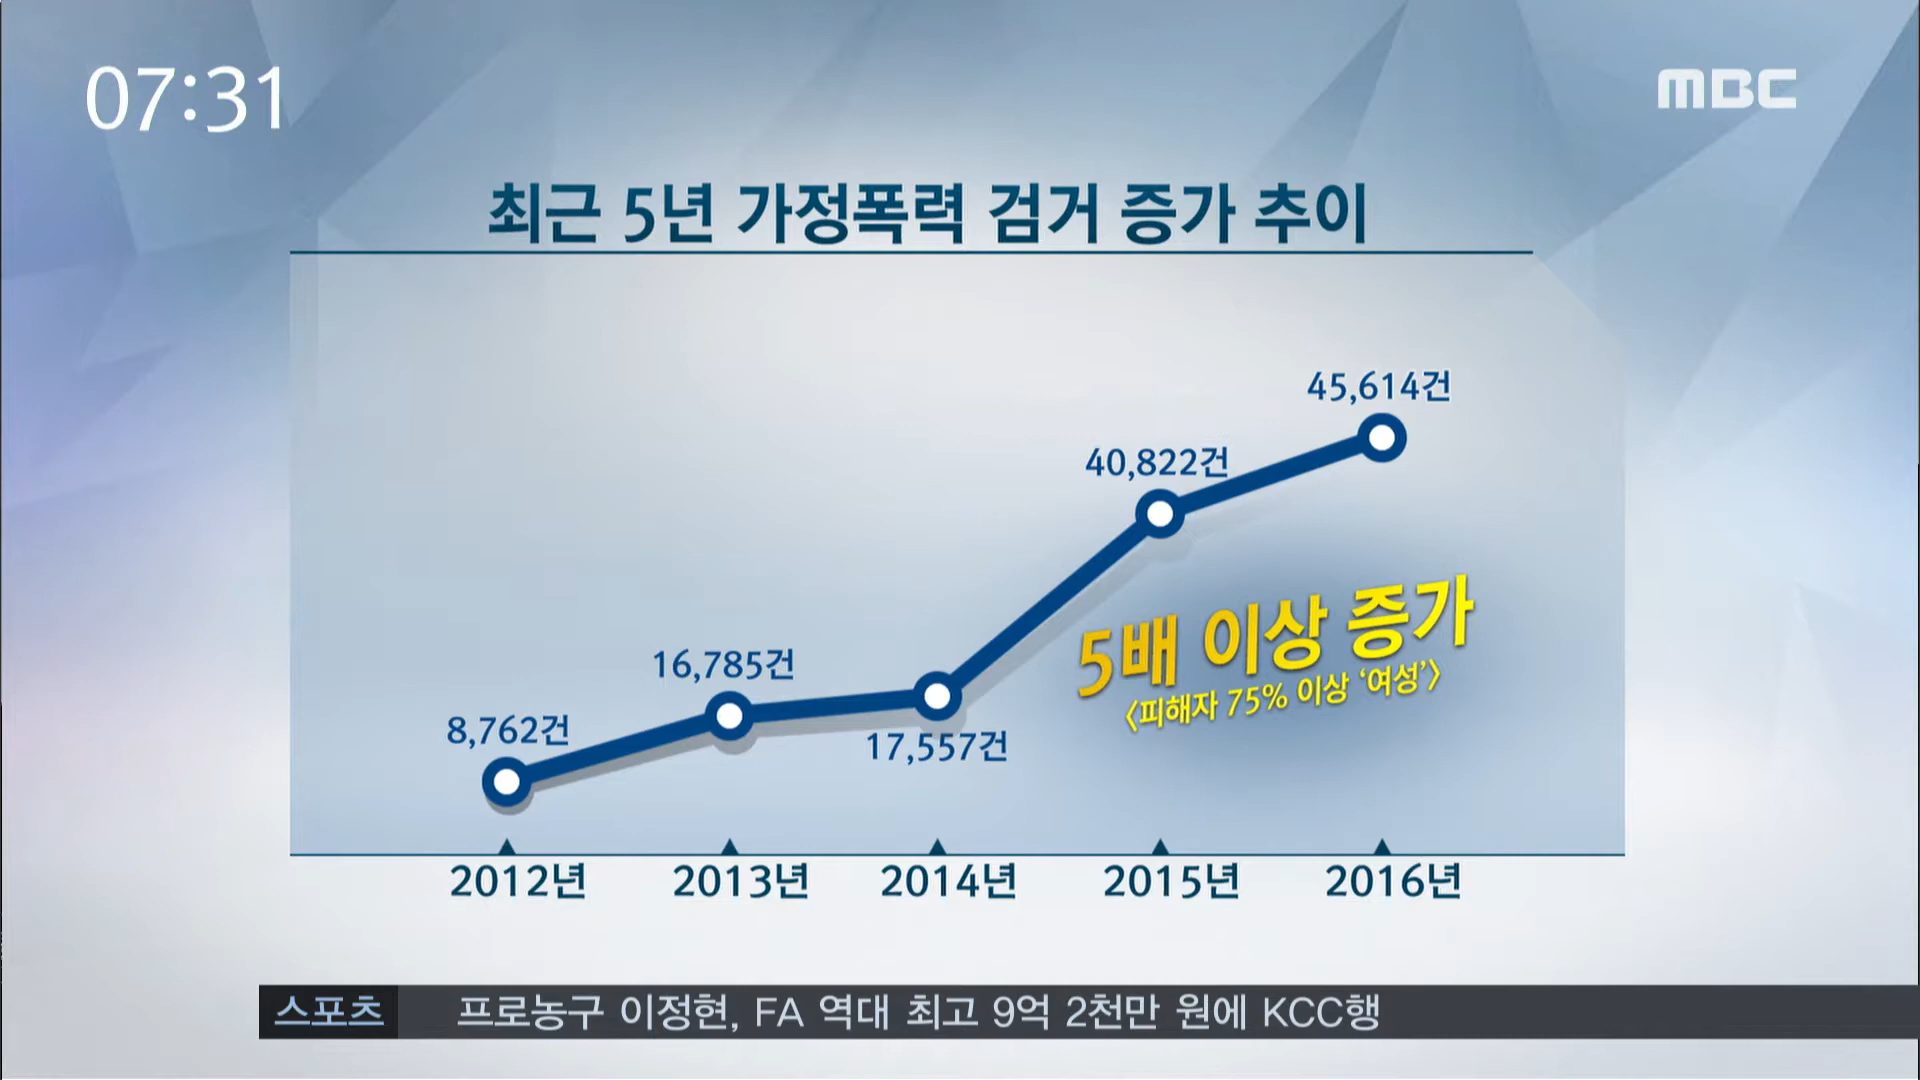 07:31
MBC
최근 5년 가정폭력 검거 증가 추이
45,614건
40,822건
16,785건
8,762건
17,557건
5배 이상 증가
〈피해자 75% 이상 ‘여성’〉
2012년 2013년 2014년 2015년 2016년
스포츠 프로농구 이정현, FA 역대 최고 9억 2천만 원에 KCC행